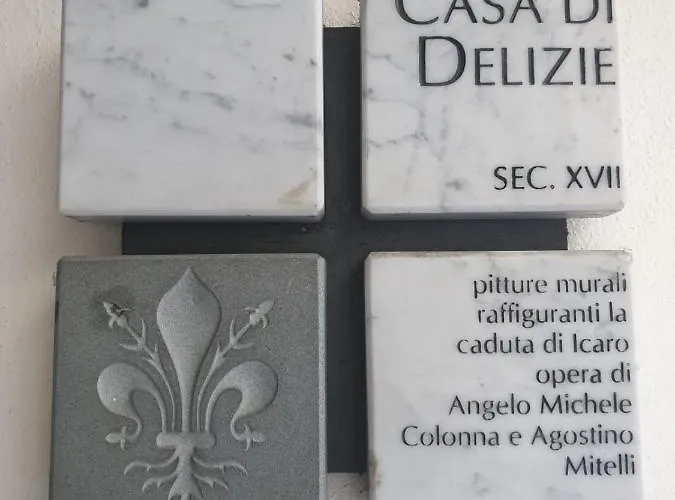 CASA DI
DELIZIE
SEC. XVII
pitture murali
raffiguranti la
caduta di Icaro
opera di
Angelo Michele
Colonna e Agostino
Mitelli